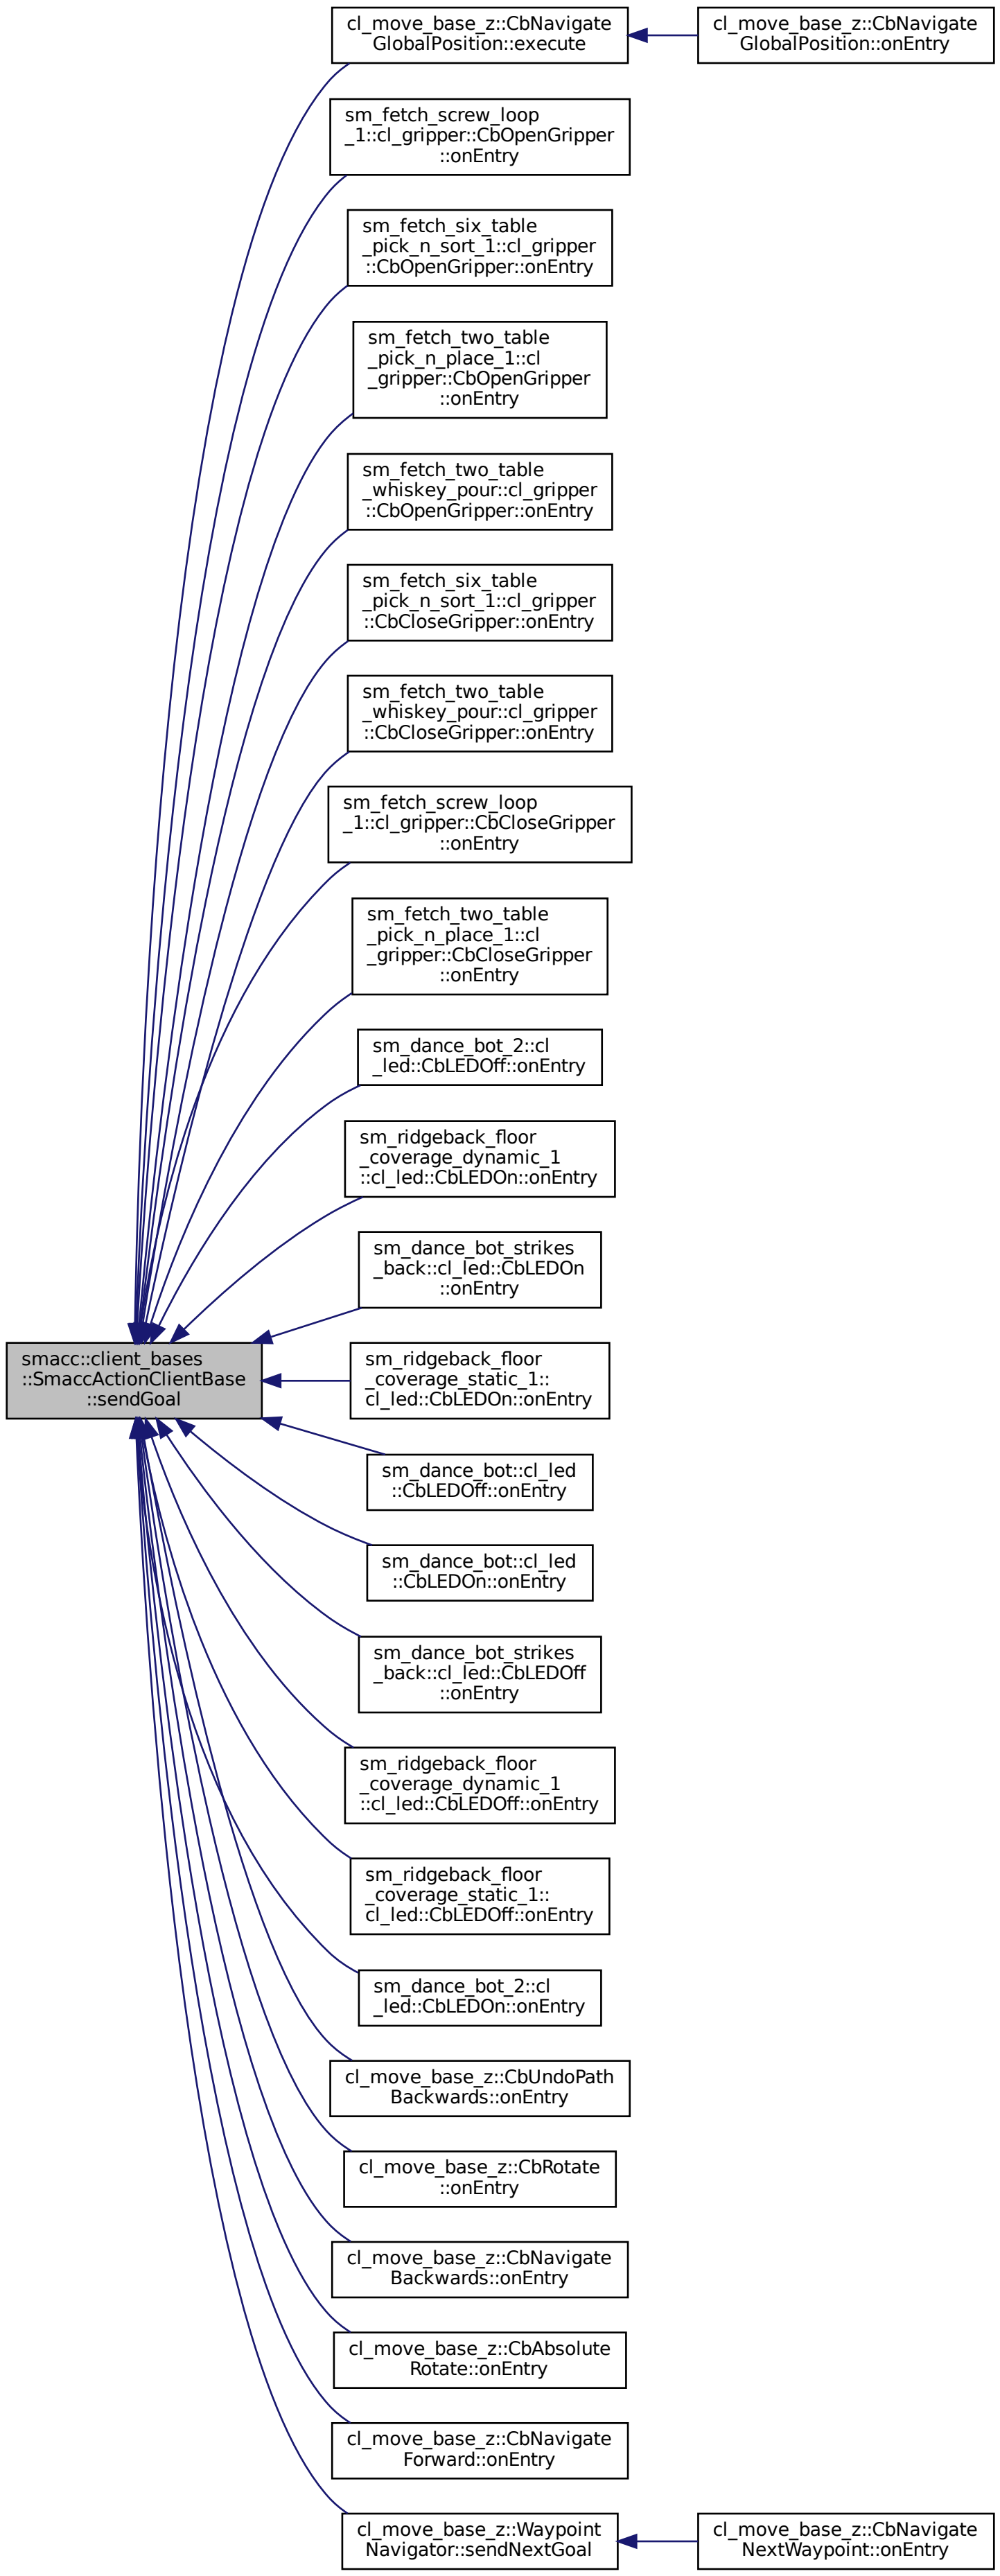 cl_move_base_z::CbNavigate
GlobalPosition::execute
cl_move_base_z::CbNavigate
GlobalPosition::onEntry
sm_fetch_screw_loop
_1::cl_gripper::CbOpenGripper
::onEntry
sm_fetch_six_table
_pick_n_sort_1::cl_gripper
::CbOpenGripper::onEntry
sm_fetch_two_table
_pick_n_place_1::cl
_gripper::CbOpenGripper
::onEntry
sm_fetch_two_table
_whiskey_pour::cl_gripper
::CbOpenGripper::onEntry
sm_fetch_six_table
_pick_n_sort_1::cl_gripper
::CbCloseGripper::onEntry
sm_fetch_two_table
_whiskey_pour::cl_gripper
::CbCloseGripper::onEntry
sm_fetch_screw_loop
_1::cl_gripper::CbCloseGripper
::onEntry
sm_fetch_two_table
_pick_n_place_1::cl
_gripper::CbCloseGripper
::onEntry
sm_dance_bot_2::cl
_led::CbLEDOff::onEntry
sm_ridgeback_floor
_coverage_dynamic_1
::cl_led::CbLEDOn::onEntry
sm_dance_bot_strikes
_back::cl_led::CbLEDOn
::onEntry
smacc::client_bases
::SmaccActionClientBase
::sendGoal
sm_ridgeback_floor
_coverage_static_1::
cl_led::CbLEDOn::onEntry
sm_dance_bot::cl_led
::CbLEDOff::onEntry
sm_dance_bot::cl_led
::CbLEDOn::onEntry
sm_dance_bot_strikes
_back::cl_led::CbLEDOff
::onEntry
sm_ridgeback_floor
_coverage_dynamic_1
::cl_led::CbLEDOff::onEntry
sm_ridgeback_floor
_coverage_static_1::
cl_led::CbLEDOff::onEntry
sm_dance_bot_2::cl
_led::CbLEDOn::onEntry
cl_move_base_z::CbUndoPath
Backwards::onEntry
cl_move_base_z::CbRotate
::onEntry
cl_move_base_z::CbNavigate
Backwards::onEntry
cl_move_base_z::CbAbsolute
Rotate::onEntry
cl_move_base_z::CbNavigate
Forward::onEntry
cl_move_base_z::Waypoint
Navigator::sendNextGoal
cl_move_base_z::CbNavigate
NextWaypoint::onEntry